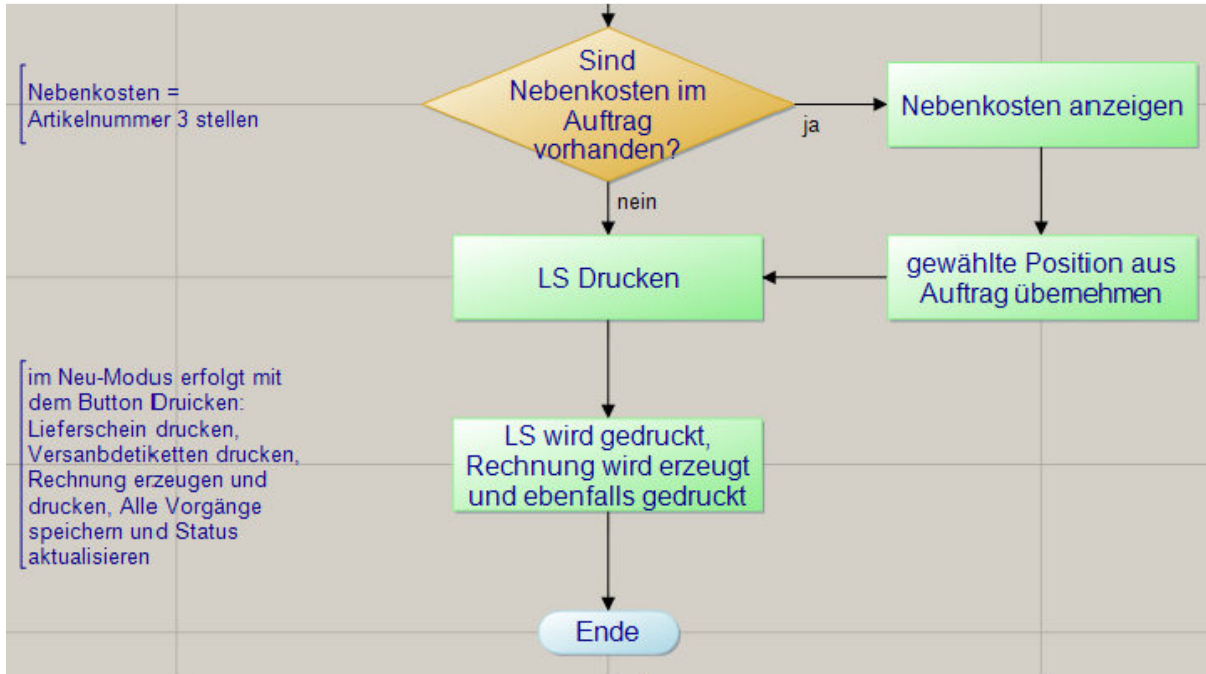 Sind
Nebenkosten im
Auftrag
vorhanden?
Nebenkosten =
Artikelnummer 3 stellen
ja
Nebenkosten anzeigen
nein
LS Drucken
gewählte Position aus
Auftrag übernehmen
im Neu-Modus erfolgt mit
dem Button Druicken:
Lieferschein drucken,
Versanbdetiketten drucken,
Rechnung erzeugen und
drucken, Alle Vorgänge
speichern und Status
aktualisieren
LS wird gedruckt,
Rechnung wird erzeugt
und ebenfalls gedruckt
Ende